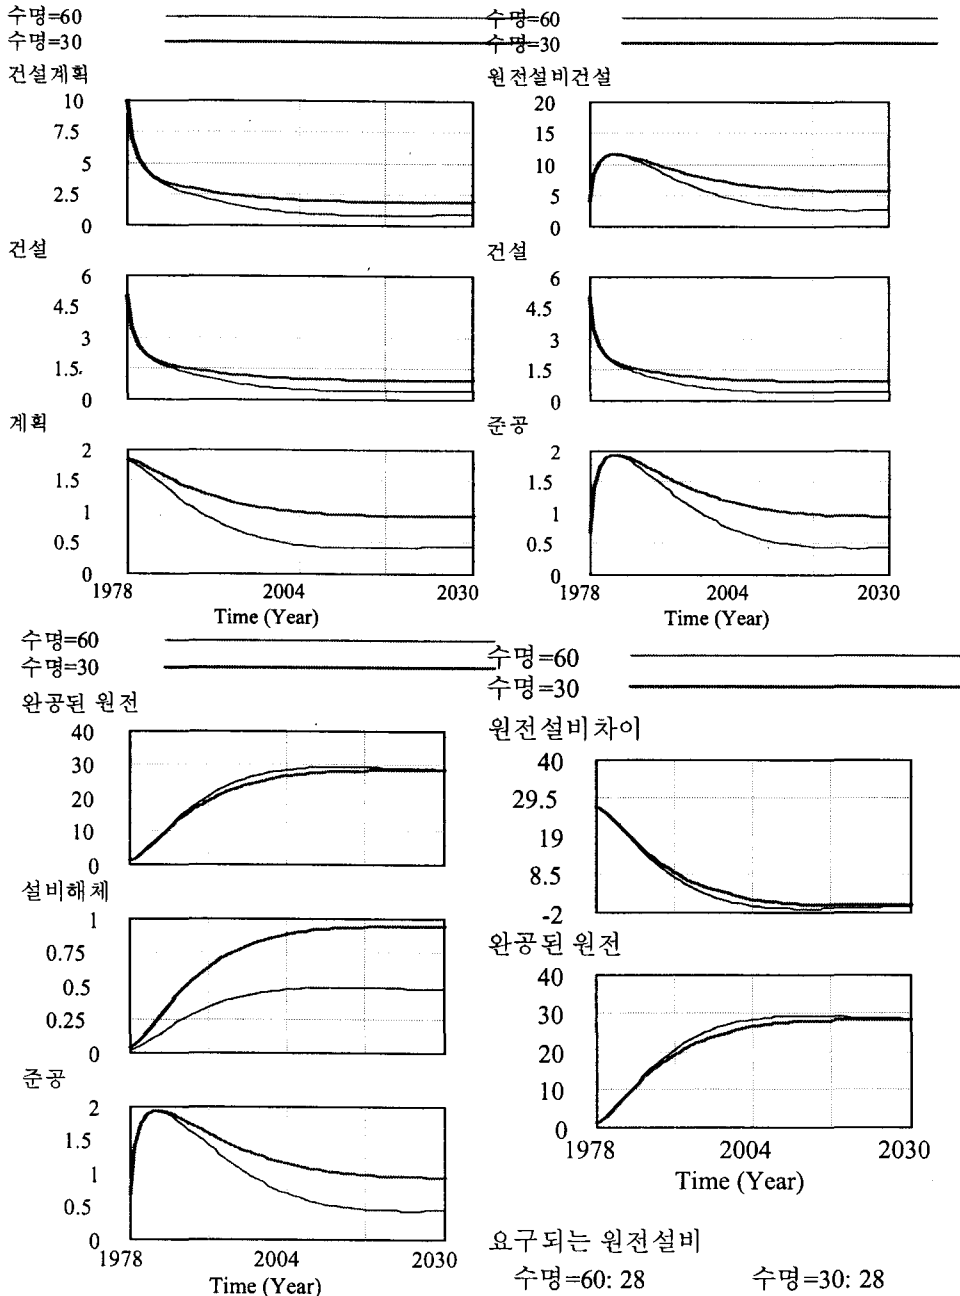 수명=60
수명=30
건설계획
10
7.5
5
2.5
0
건설
6
4.5
3
1.5
0
계획
2
1.5
1
0.5
0
1978 2004 2030
Time (Year)
수명=60
수명=30
원전설비건설
20
15
10
5
0
건설
6
4.5
3
1.5
0
준공
2
1.5
1
0.5
0
1978 2004 2030
Time (Year)
수명=60
수명=30
완공된 원전
40
30
20
10
0
설비해체
1
0.75
0.5
0.25
0
준공
2
1.5
1
0.5
0
1978 2004 2030
Time (Year)
수명=60
수명=30
원전설비차이
40
29.5
19
8.5
-2
완공된 원전
40
30
20
10
0
1978 2004 2030
Time (Year)
요구되는 원전설비
수명=60: 28 수명=30: 28